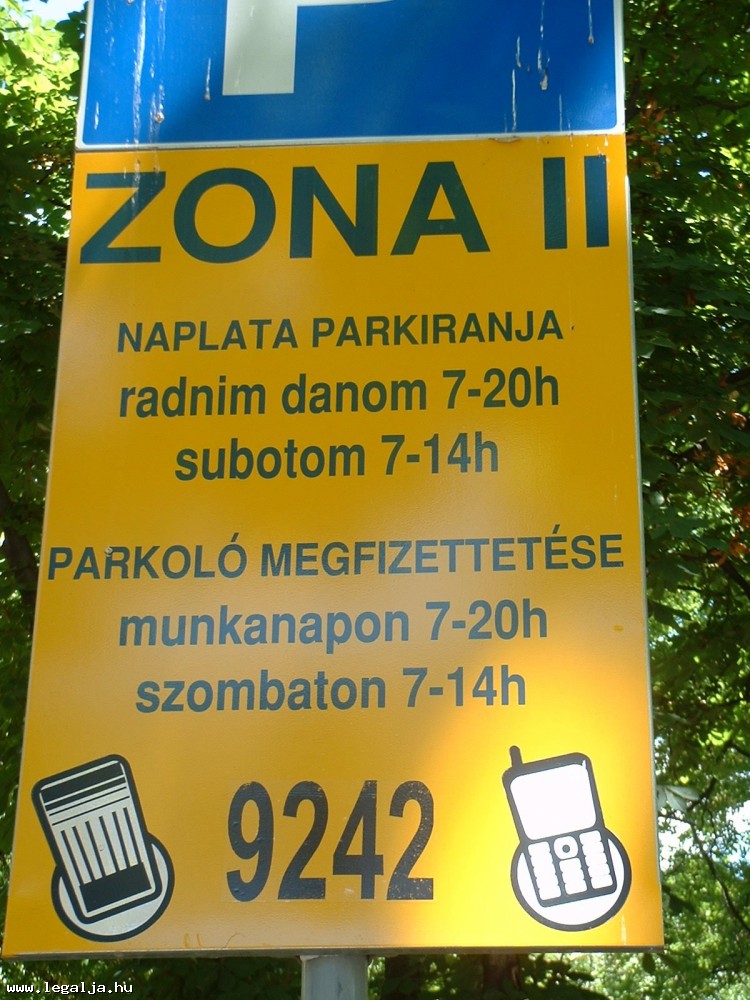 P
ZONA II
NAPLATA PARKIRANJA
radnim danom 7-20h
subotom 7-14h
PARKOLÓ MEGFIZETTETÉSE
munkanapon 7-20h
szombaton 7-14h
9242
www.legalja.hu